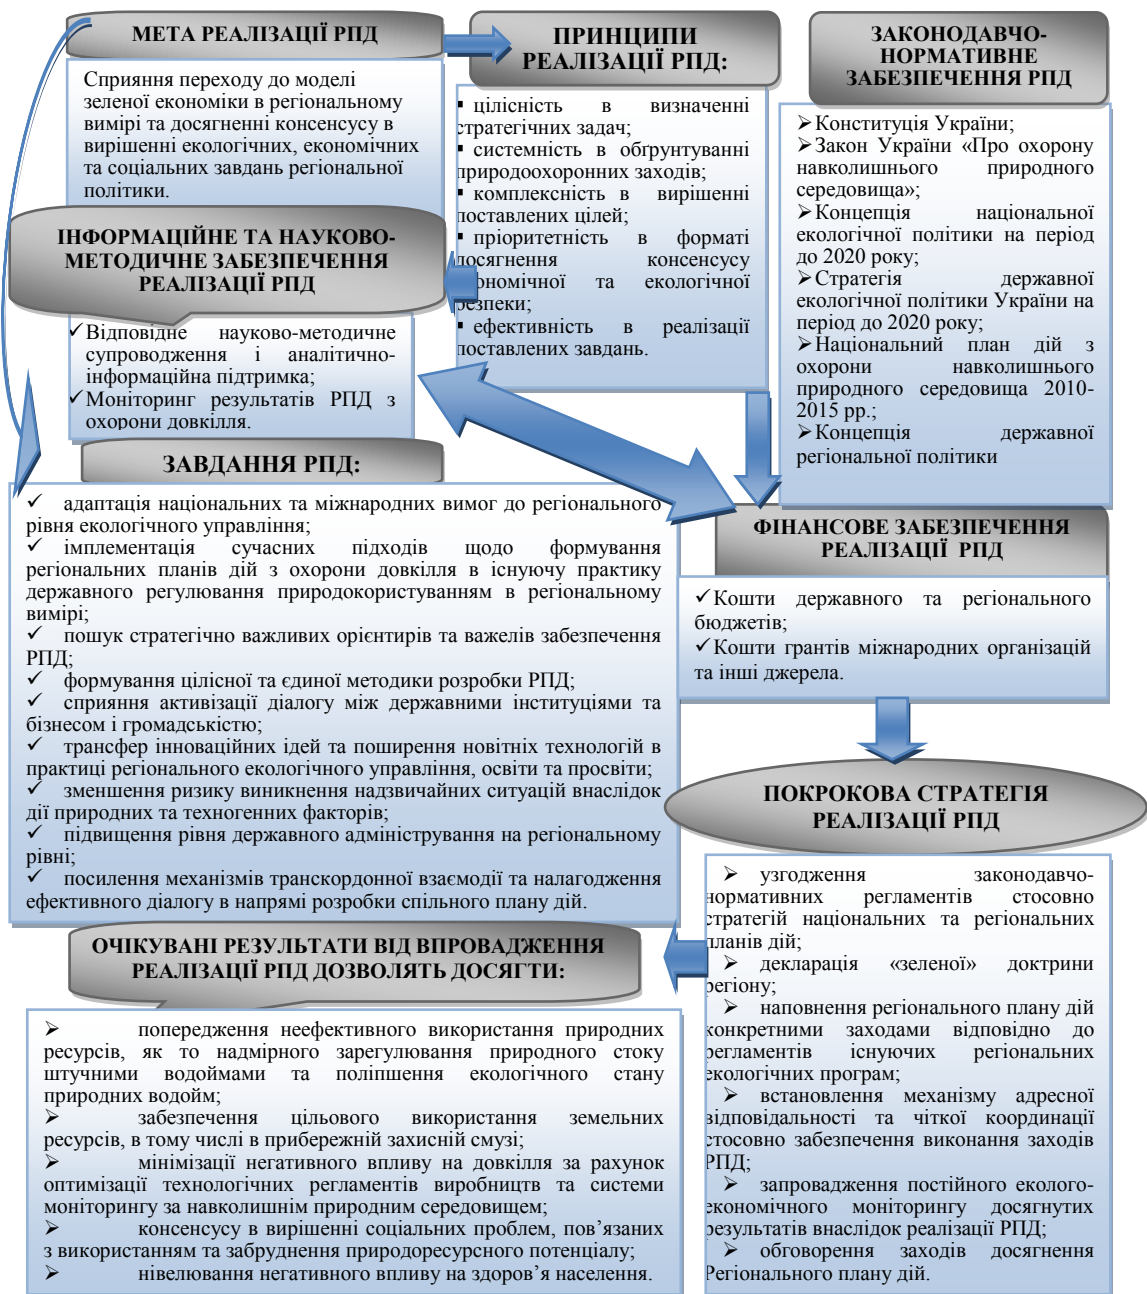 МЕТА РЕАЛІЗАЦІЇ РПД
Сприяння переходу до моделі
зеленої економіки в регіональному
вимірі та досягненні консенсусу в
вирішенні екологічних, економічних
та соціальних завдань регіональної
політики.
ПРИНЦИПИ
РЕАЛІЗАЦІЇ РПД:
▪ цілісність в визначенні
стратегічних задач;
▪ системність в обґрунтуванні
природоохоронних заходів;
▪ комплексність в вирішенні
поставлених цілей;
▪ пріоритетність в форматі
досягнення консенсусу
економічної та екологічної
безпеки;
▪ ефективність в реалізації
поставлених завдань.
ЗАКОНОДАВЧО-
НОРМАТИВНЕ
ЗАБЕЗПЕЧЕННЯ РПД
➢Конституція України;
➢Закон України «Про охорону
навколишнього природного
середовища»;
➢Концепція національної
екологічної політики на період
до 2020 року;
➢Стратегія державної
екологічної політики України на
період до 2020 року;
➢Національний план дій з
охорони навколишнього
природного середовища 2010-
2015 рр.;
➢Концепція державної
регіональної політики
ІНФОРМАЦІЙНЕ ТА НАУКОВО-
МЕТОДИЧНЕ ЗАБЕЗПЕЧЕННЯ
РЕАЛІЗАЦІЇ РПД
✓Відповідне науково-методичне
супроводження і аналітично-
інформаційна підтримка;
✓Моніторинг результатів РПД з
охорони довкілля.
ЗАВДАННЯ РПД:
✓ адаптація національних та міжнародних вимог до регіонального
рівня екологічного управління;
✓ імплементація сучасних підходів щодо формування
регіональних планів дій з охорони довкілля в існуючу практику
державного регулювання природокористуванням в регіональному
вимірі;
✓ пошук стратегічно важливих орієнтирів та важелів забезпечення
РПД;
✓ формування цілісної та єдиної методики розробки РПД;
✓ сприяння активізації діалогу між державними інституціями та
бізнесом і громадськістю;
✓ трансфер інноваційних ідей та поширення новітніх технологій в
практиці регіонального екологічного управління, освіти та просвіти;
✓ зменшення ризику виникнення надзвичайних ситуацій внаслідок
дії природних та техногенних факторів;
✓ підвищення рівня державного адміністрування на регіональному
рівні;
✓ посилення механізмів транскордонної взаємодії та налагодження
ефективного діалогу в напрямі розробки спільного плану дій.
ФІНАНСОВЕ ЗАБЕЗПЕЧЕННЯ
РЕАЛІЗАЦІЇ РПД
✓Кошти державного та регіонального
бюджетів;
✓Кошти грантів міжнародних організацій
та інші джерела.
ПОКРОКОВА СТРАТЕГІЯ
РЕАЛІЗАЦІЇ РПД
➢ узгодження законодавчо-
нормативних регламентів стосовно
стратегій національних та регіональних
планів дій;
➢ декларація «зеленої» доктрини
регіону;
➢ наповнення регіонального плану дій
конкретними заходами відповідно до
регламентів існуючих регіональних
екологічних програм;
➢ встановлення механізму адресної
відповідальності та чіткої координації
стосовно забезпечення виконання заходів
РПД;
➢ запровадження постійного еколого-
економічного моніторингу досягнутих
результатів внаслідок реалізації РПД;
➢ обговорення заходів досягнення
Регіонального плану дій.
ОЧІКУВАНІ РЕЗУЛЬТАТИ ВІД ВПРОВАДЖЕННЯ
РЕАЛІЗАЦІЇ РПД ДОЗВОЛЯТЬ ДОСЯГТИ:
➢ попередження неефективного використання природних
ресурсів, як то надмірного зарегулювання природного стоку
штучними водоймами та поліпшення екологічного стану
природних водойм;
➢ забезпечення цільового використання земельних
ресурсів, в тому числі в прибережній захисній смузі;
➢ мінімізації негативного впливу на довкілля за рахунок
оптимізації технологічних регламентів виробництв та системи
моніторингу за навколишнім природним середовищем;
➢ консенсусу в вирішенні соціальних проблем, пов’язаних
з використанням та забруднення природоресурсного потенціалу;
➢ нівелювання негативного впливу на здоров’я населення.